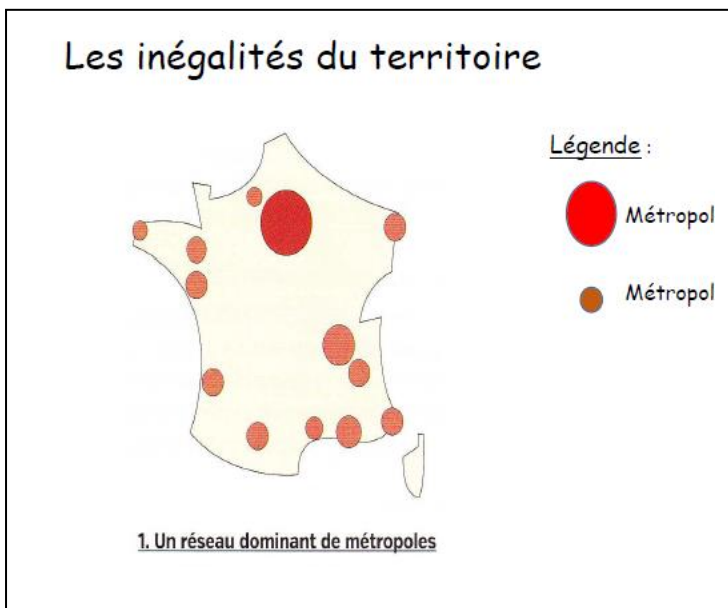 Les inégalités du territoire
Légende :
Métropol
Métropol
1. Un réseau dominant de métropoles